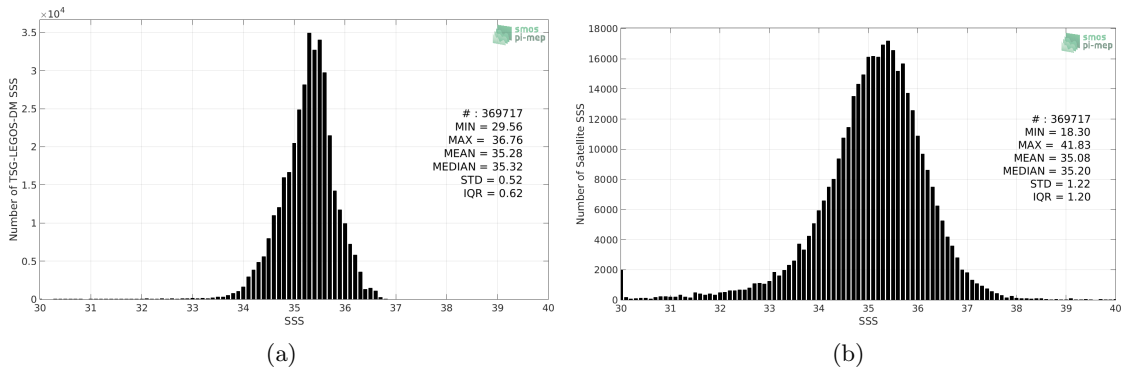 ×10⁴
smos
pi-mep
Number of TSG-LEGOS-DM SSS
3.5
3
2.5
2
1.5
1
0.5
0
# : 369717
MIN = 29.56
MAX = 36.76
MEAN = 35.28
MEDIAN = 35.32
STD = 0.52
IQR = 0.62
30 31 32 33 34 35 36 37 38 39 40
SSS
(a)
smos
pi-mep
Number of Satellite SSS
18000
16000
14000
12000
10000
8000
6000
4000
2000
0
# : 369717
MIN = 18.30
MAX = 41.83
MEAN = 35.08
MEDIAN = 35.20
STD = 1.22
IQR = 1.20
30 31 32 33 34 35 36 37 38 39 40
SSS
(b)